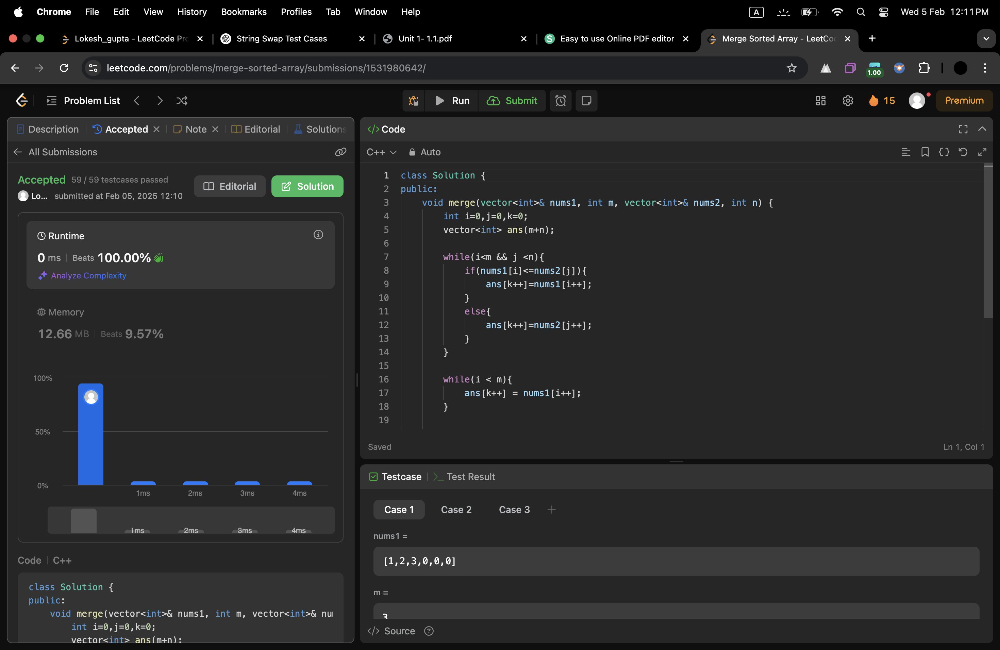 Chrome File Edit View History Bookmarks Profiles Tab Window Help A Wed 5 Feb 12:11 PM
Lokesh_gupta - LeetCode Pro String Swap Test Cases Unit 1- 1.1.pdf Easy to use Online PDF editor Merge Sorted Array - LeetCo
leetcode.com/problems/merge-sorted-array/submissions/1531980642/ 1.00
Problem List Run Submit 15 Premium
Description Accepted Note Editorial Solutions
All Submissions
Accepted 59 / 59 testcases passed
Lo... submitted at Feb 05, 2025 12:10
Editorial Solution
Runtime
0 ms Beats 100.00%
Analyze Complexity
Memory
12.66 MB Beats 9.57%
100%
50%
0%
1ms 2ms 3ms 4ms
1ms 2ms 3ms 4ms
Code C++
class Solution {
public:
void merge(vector<int>& nums1, int m, vector<int>& nu
int i=0,j=0,k=0;
vector<int> ans(m+n);
</> Code
C++ Auto
1 class Solution {
2 public:
3 void merge(vector<int>& nums1, int m, vector<int>& nums2, int n) {
4 int i=0,j=0,k=0;
5 vector<int> ans(m+n);
6
7 while(i<m && j <n){
8 if(nums1[i]<=nums2[j]){
9 ans[k++]=nums1[i++];
10 }
11 else{
12 ans[k++]=nums2[j++];
13 }
14 }
15
16 while(i < m){
17 ans[k++] = nums1[i++];
18 }
19
Saved Ln 1, Col 1
Testcase >_ Test Result
Case 1 Case 2 Case 3 +
nums1 =
[1,2,3,0,0,0]
m =
3
</> Source ?